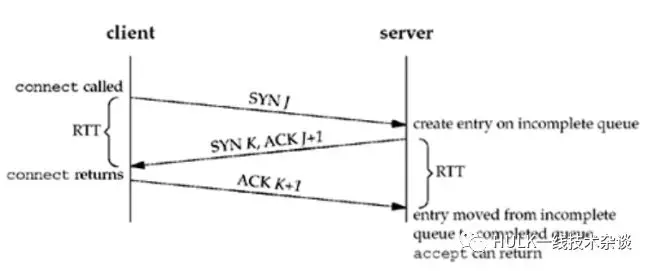 client
server
connect called
SYN J
RTT
create entry on incomplete queue
SYN K, ACK J+1
connect returns
RTT
ACK K+1
entry moved from incomplete
queue to completed queue,
accept can return
HULK一线技术杂谈